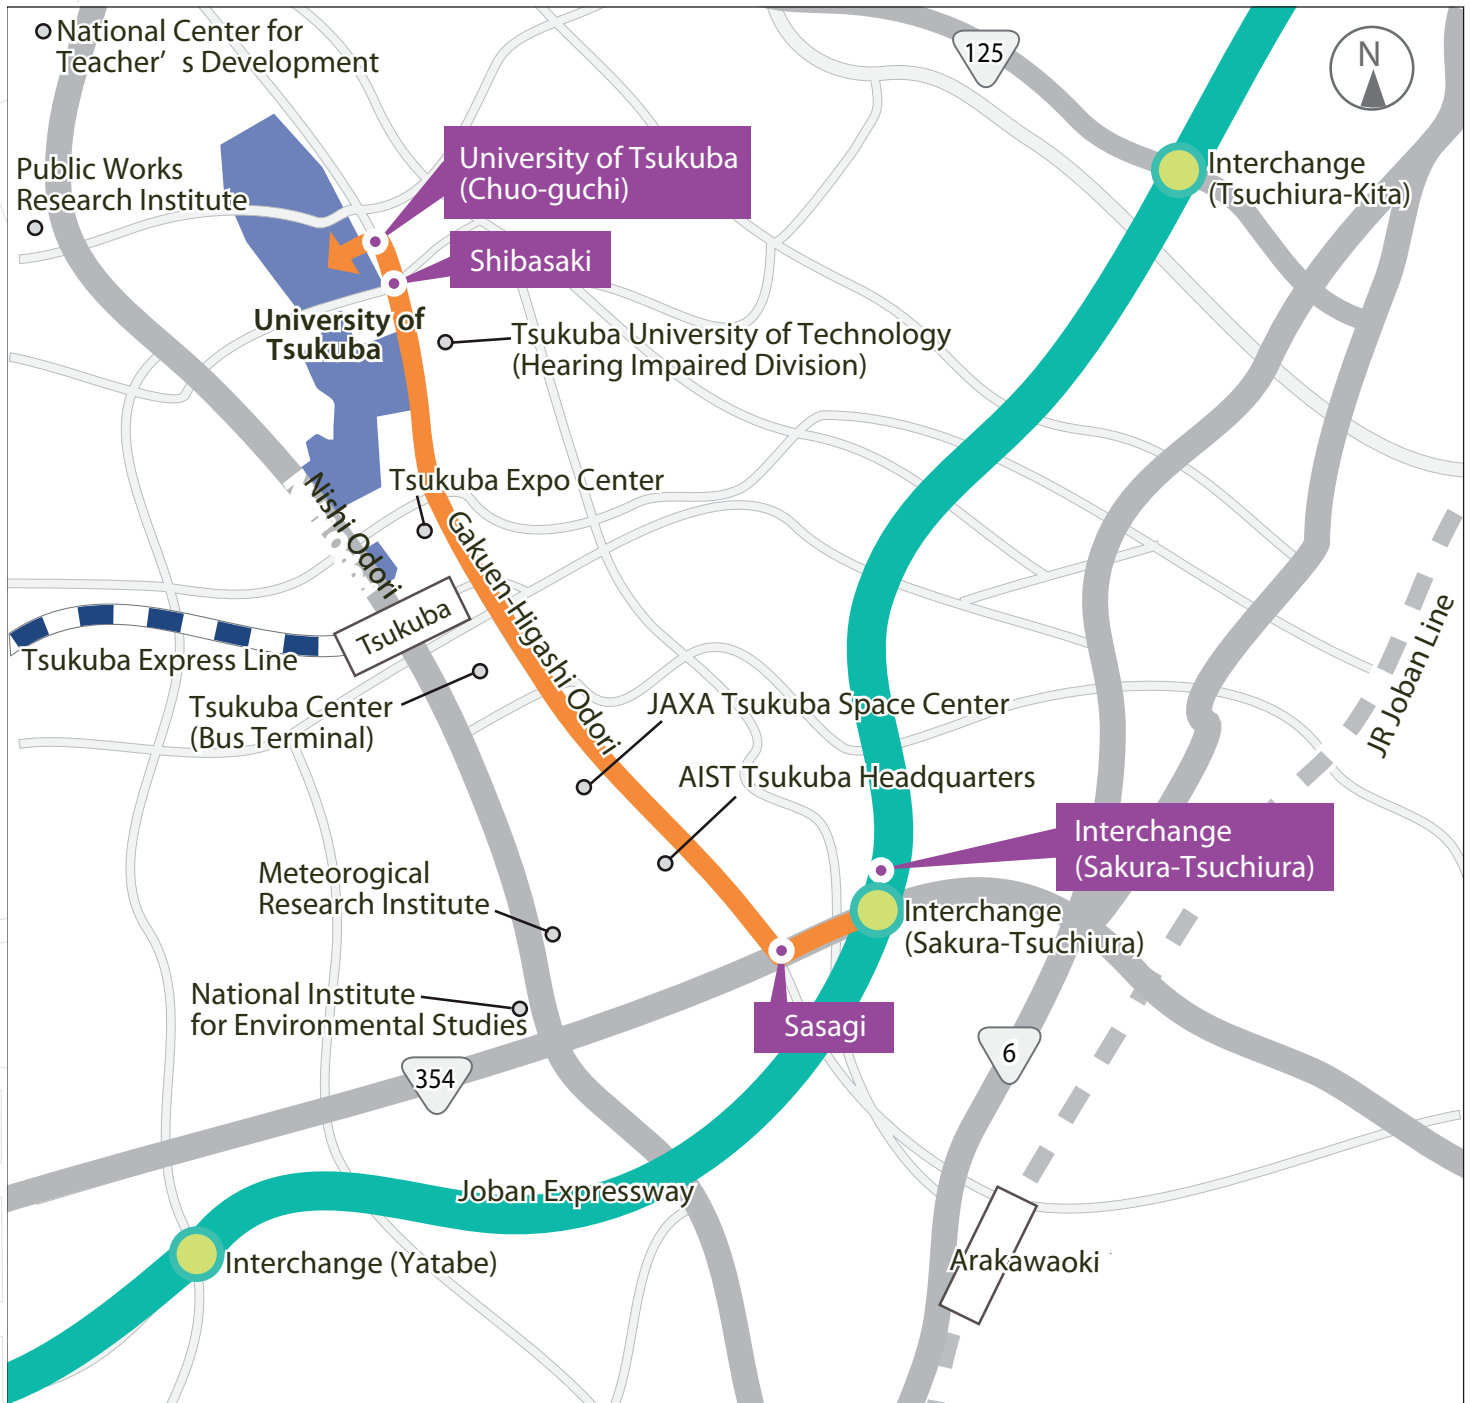 National Center for
Teacher’ s Development
125
N
University of Tsukuba
(Chuo-guchi)
Public Works
Research Institute
Interchange
(Tsuchiura-Kita)
Shibasaki
University of
Tsukuba
Tsukuba University of Technology
(Hearing Impaired Division)
Tsukuba Expo Center
Nishi Odori
Gakuen-Higashi Odori
Tsukuba
Tsukuba Express Line
JR Joban Line
Tsukuba Center
(Bus Terminal)
JAXA Tsukuba Space Center
AIST Tsukuba Headquarters
Interchange
(Sakura-Tsuchiura)
Meteorogical
Research Institute
Interchange
(Sakura-Tsuchiura)
National Institute
for Environmental Studies
Sasagi
6
354
Joban Expressway
Interchange (Yatabe)
Arakawaoki